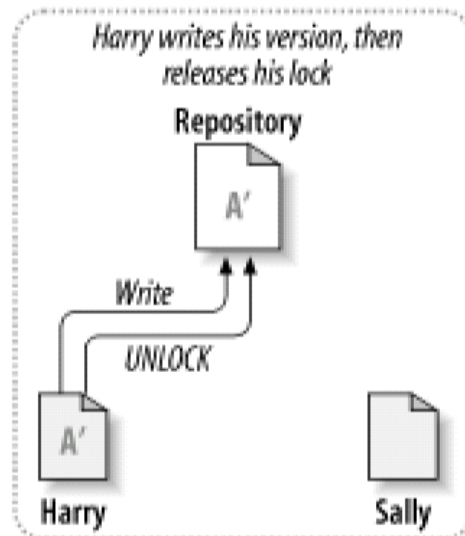 Harry writes his version, then
releases his lock
Repository
A′
Write
UNLOCK
A′
Harry
Sally